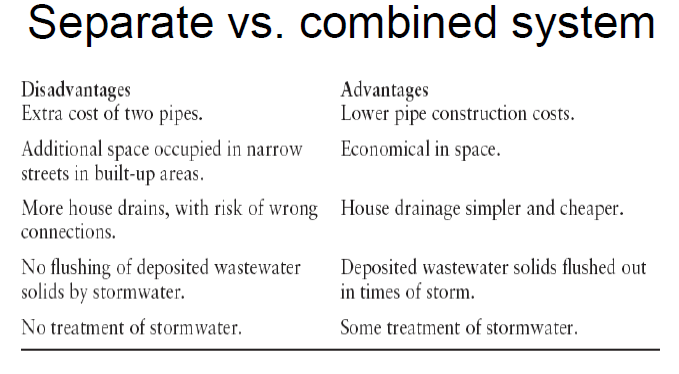 Separate vs. combined system
Disadvantages
Extra cost of two pipes.
Additional space occupied in narrow
streets in built-up areas.
More house drains, with risk of wrong
connections.
No flushing of deposited wastewater
solids by stormwater.
No treatment of stormwater.
Advantages
Lower pipe construction costs.
Economical in space.
House drainage simpler and cheaper.
Deposited wastewater solids flushed out
in times of storm.
Some treatment of stormwater.